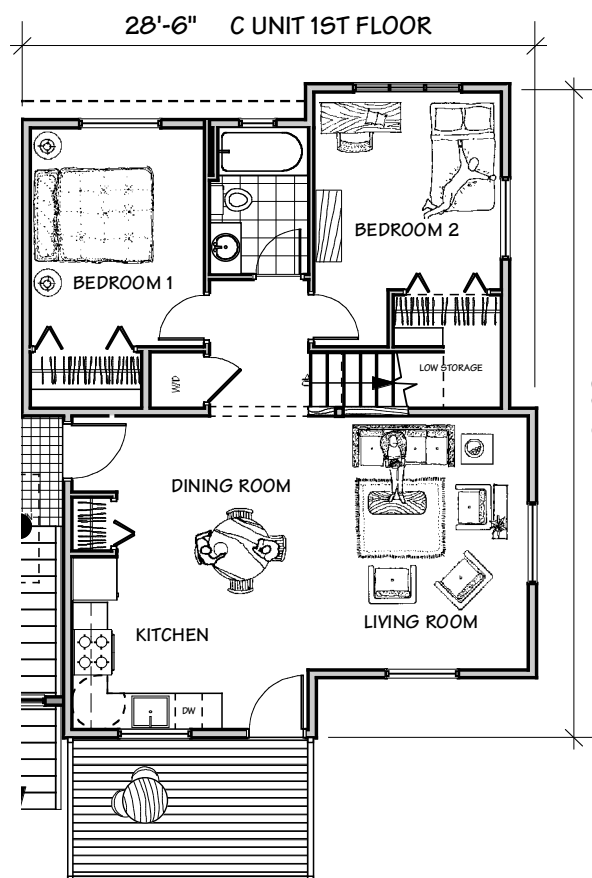 28'-6" C UNIT 1ST FLOOR
BEDROOM 2
BEDROOM 1
LOW STORAGE
W/D
DINING ROOM
LIVING ROOM
KITCHEN
DW